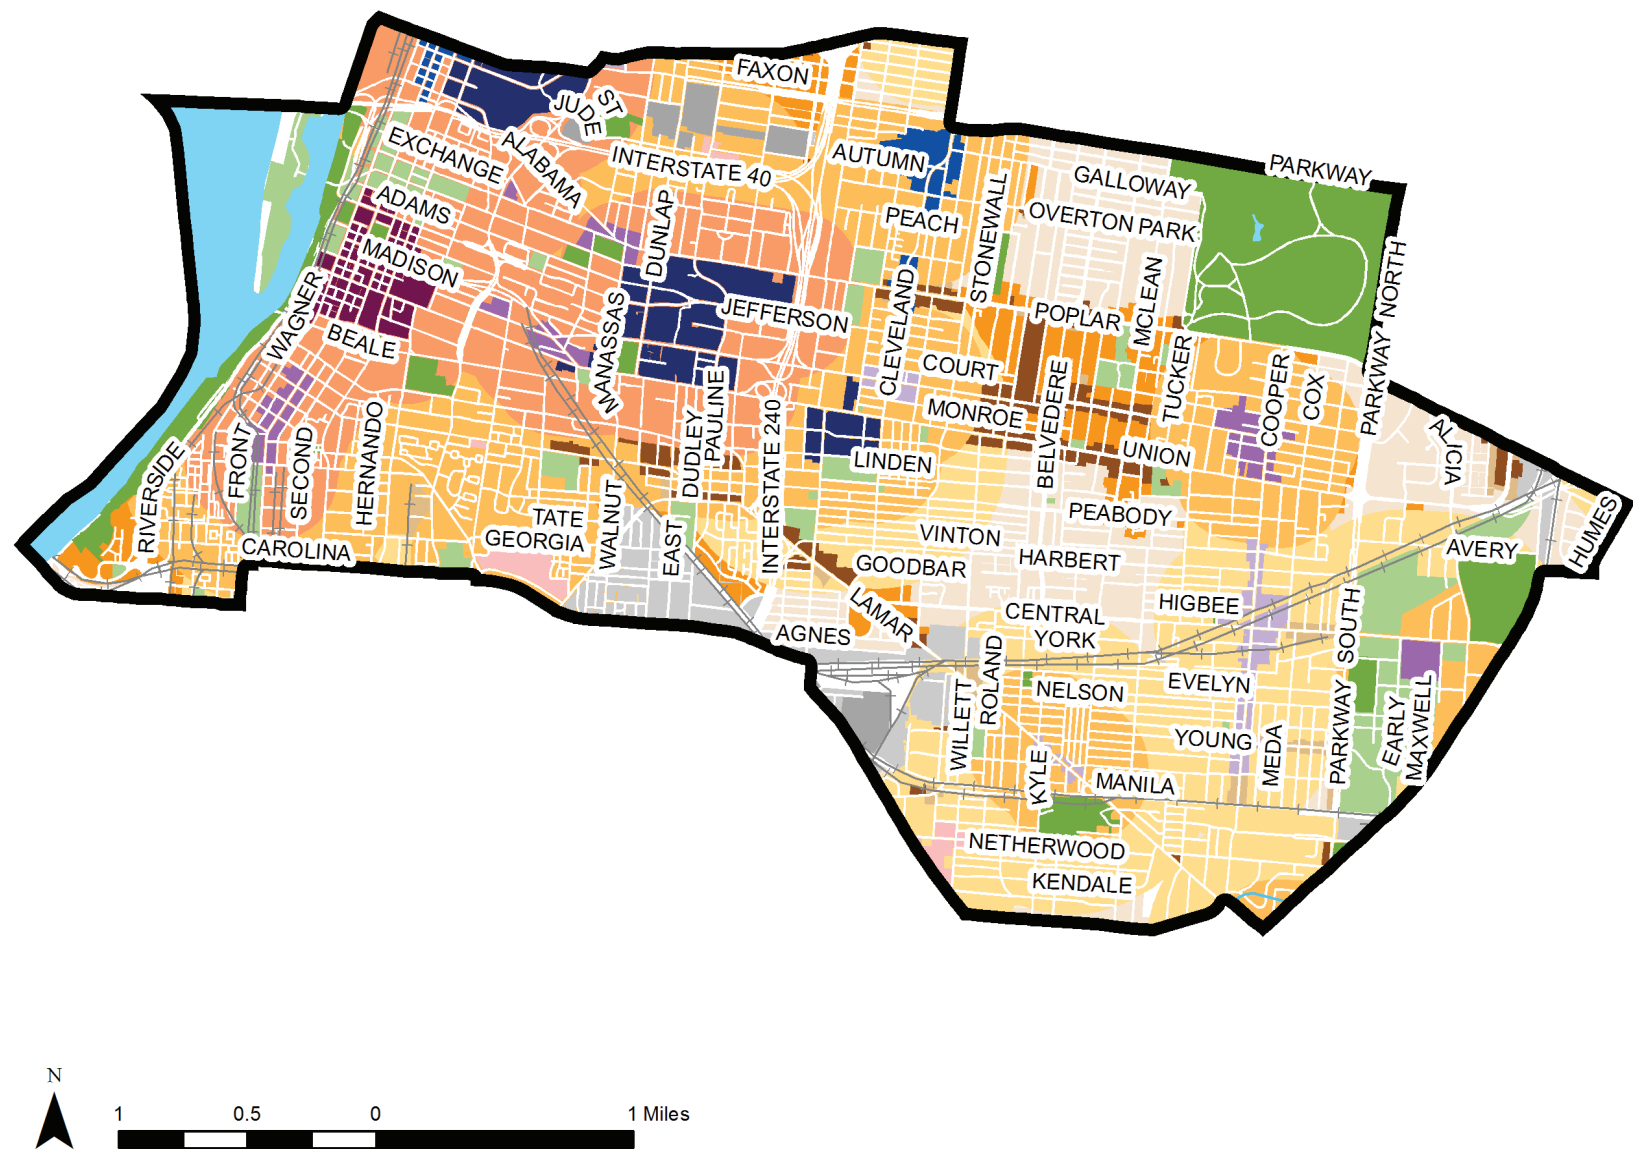 FAXON
ST
JUDE
PARKWAY
EXCHANGE
ALABAMA
INTERSTATE 40
AUTUMN
GALLOWAY
ADAMS
DUNLAP
PEACH
STONEWALL
OVERTON PARK
MADISON
PARKWAY NORTH
WAGNER
MANASSAS
JEFFERSON
CLEVELAND
POPLAR
MCLEAN
BEALE
COURT
TUCKER
COOPER
COX
HERNANDO
DUDLEY
PAULINE
INTERSTATE 240
MONROE
BELVEDERE
UNION
ALICIA
RIVERSIDE
FRONT
SECOND
LINDEN
WALNUT
TATE
GEORGIA
EAST
PEABODY
VINTON
HUMES
CAROLINA
GOODBAR
HARBERT
AVERY
LAMAR
CENTRAL
YORK
HIGBEE
SOUTH
AGNES
ROLAND
WILLETT
NELSON
EVELYN
PARKWAY
EARLY
MAXWELL
YOUNG
MEDA
KYLE
MANILA
NETHERWOOD
KENDALE
N
1 0.5 0 1 Miles